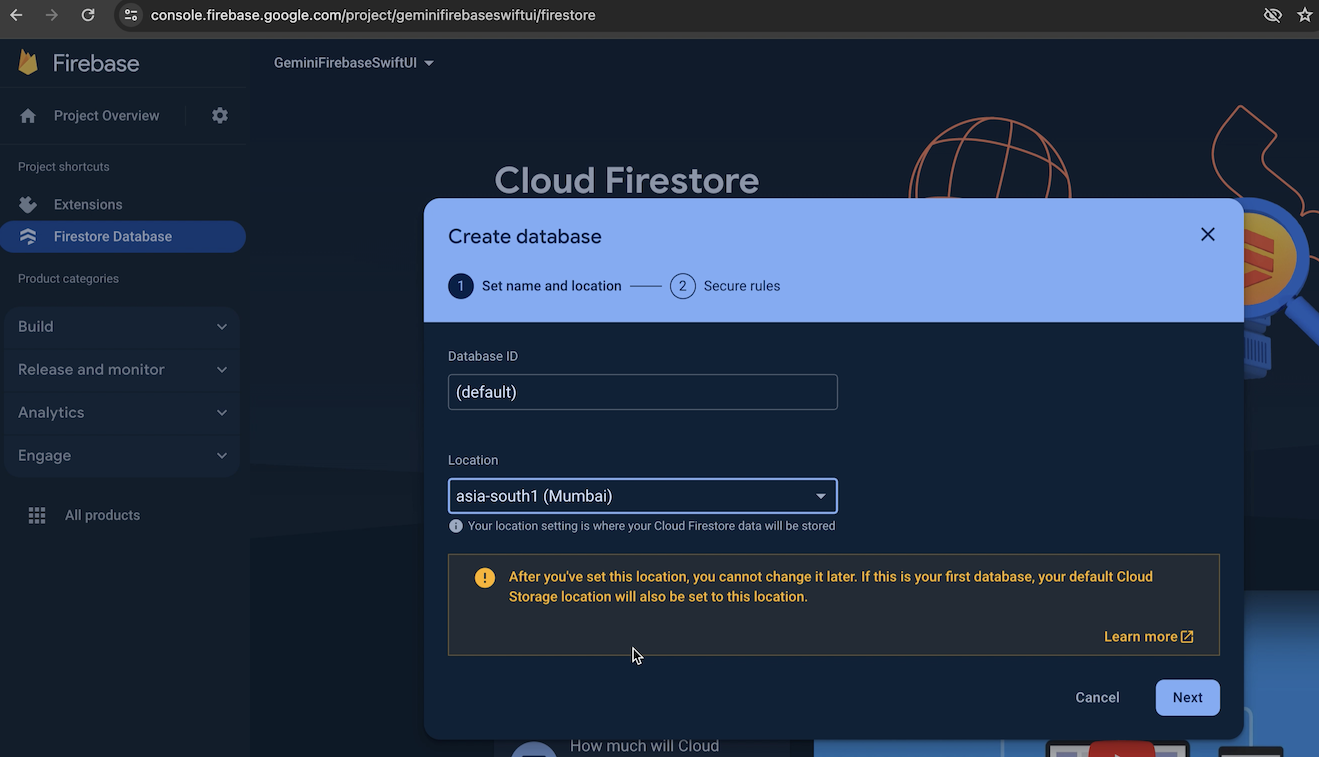 console.firebase.google.com/project/geminifirebaseswiftui/firestore
Firebase
GeminiFirebaseSwiftUI
Project Overview
Project shortcuts
Extensions
Firestore Database
Product categories
Build
Release and monitor
Analytics
Engage
All products
Cloud Firestore
Create database
1 Set name and location 2 Secure rules
Database ID
(default)
Location
asia-south1 (Mumbai)
Your location setting is where your Cloud Firestore data will be stored
After you've set this location, you cannot change it later. If this is your first database, your default Cloud
Storage location will also be set to this location.
Learn more
Cancel Next
How much will Cloud